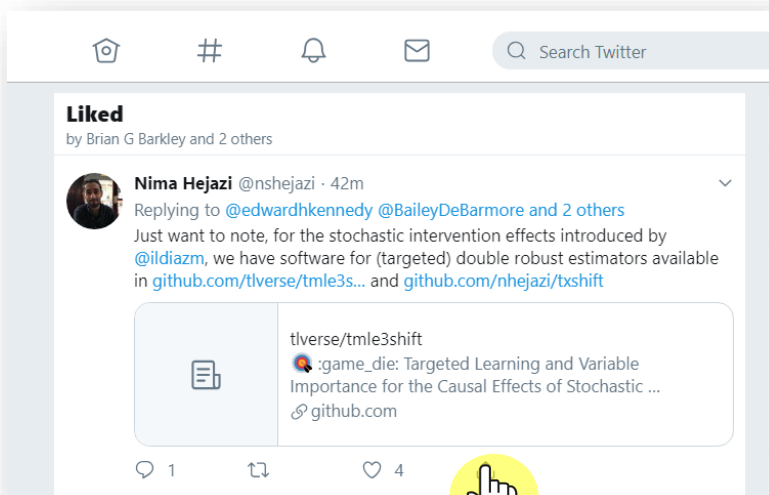 Search Twitter
Liked
by Brian G Barkley and 2 others
Nima Hejazi @nshejazi · 42m
Replying to @edwardhkennedy @BaileyDeBarmore and 2 others
Just want to note, for the stochastic intervention effects introduced by
@ildiazm, we have software for (targeted) double robust estimators available
in github.com/tlverse/tmle3s... and github.com/nhejazi/txshift
tlverse/tmle3shift
🎯 :game_die: Targeted Learning and Variable
Importance for the Causal Effects of Stochastic ...
github.com
1 4